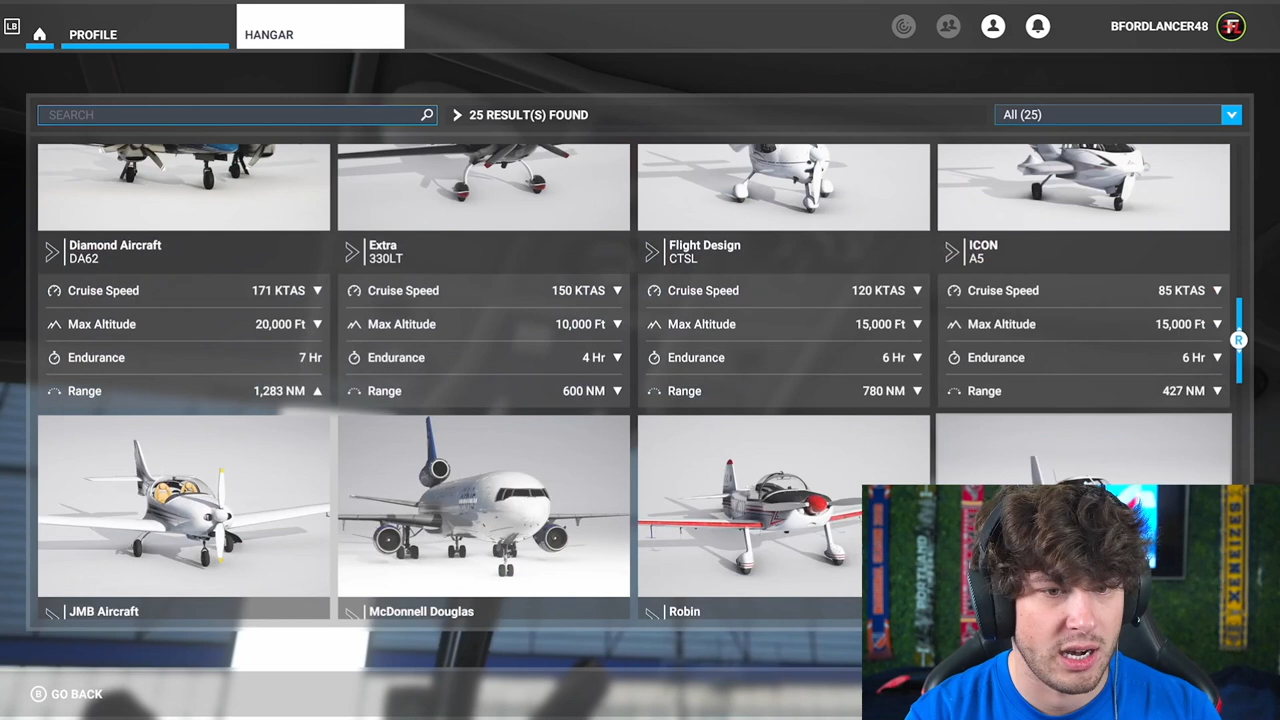 LB
PROFILE
HANGAR
BFORDLANCER48
SEARCH
25 RESULT(S) FOUND
All (25)
Diamond Aircraft
DA62
Cruise Speed 171 KTAS
Max Altitude 20,000 Ft
Endurance 7 Hr
Range 1,283 NM
Extra
330LT
Cruise Speed 150 KTAS
Max Altitude 10,000 Ft
Endurance 4 Hr
Range 600 NM
Flight Design
CTSL
Cruise Speed 120 KTAS
Max Altitude 15,000 Ft
Endurance 6 Hr
Range 780 NM
ICON
A5
Cruise Speed 85 KTAS
Max Altitude 15,000 Ft
Endurance 6 Hr
Range 427 NM
R
JMB Aircraft
McDonnell Douglas
Robin
PORTLAND
XENEIZES
B GO BACK